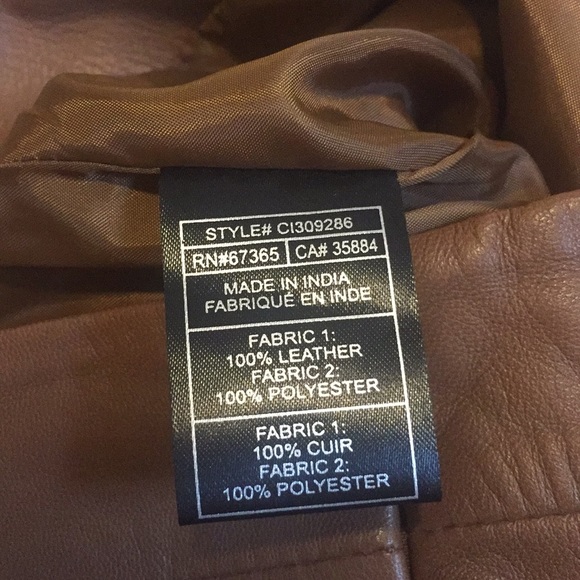 STYLE# CI309286
RN#67365 CA# 35884
MADE IN INDIA
FABRIQUÉ EN INDE
FABRIC 1:
100% LEATHER
FABRIC 2:
100% POLYESTER
FABRIC 1:
100% CUIR
FABRIC 2:
100% POLYESTER